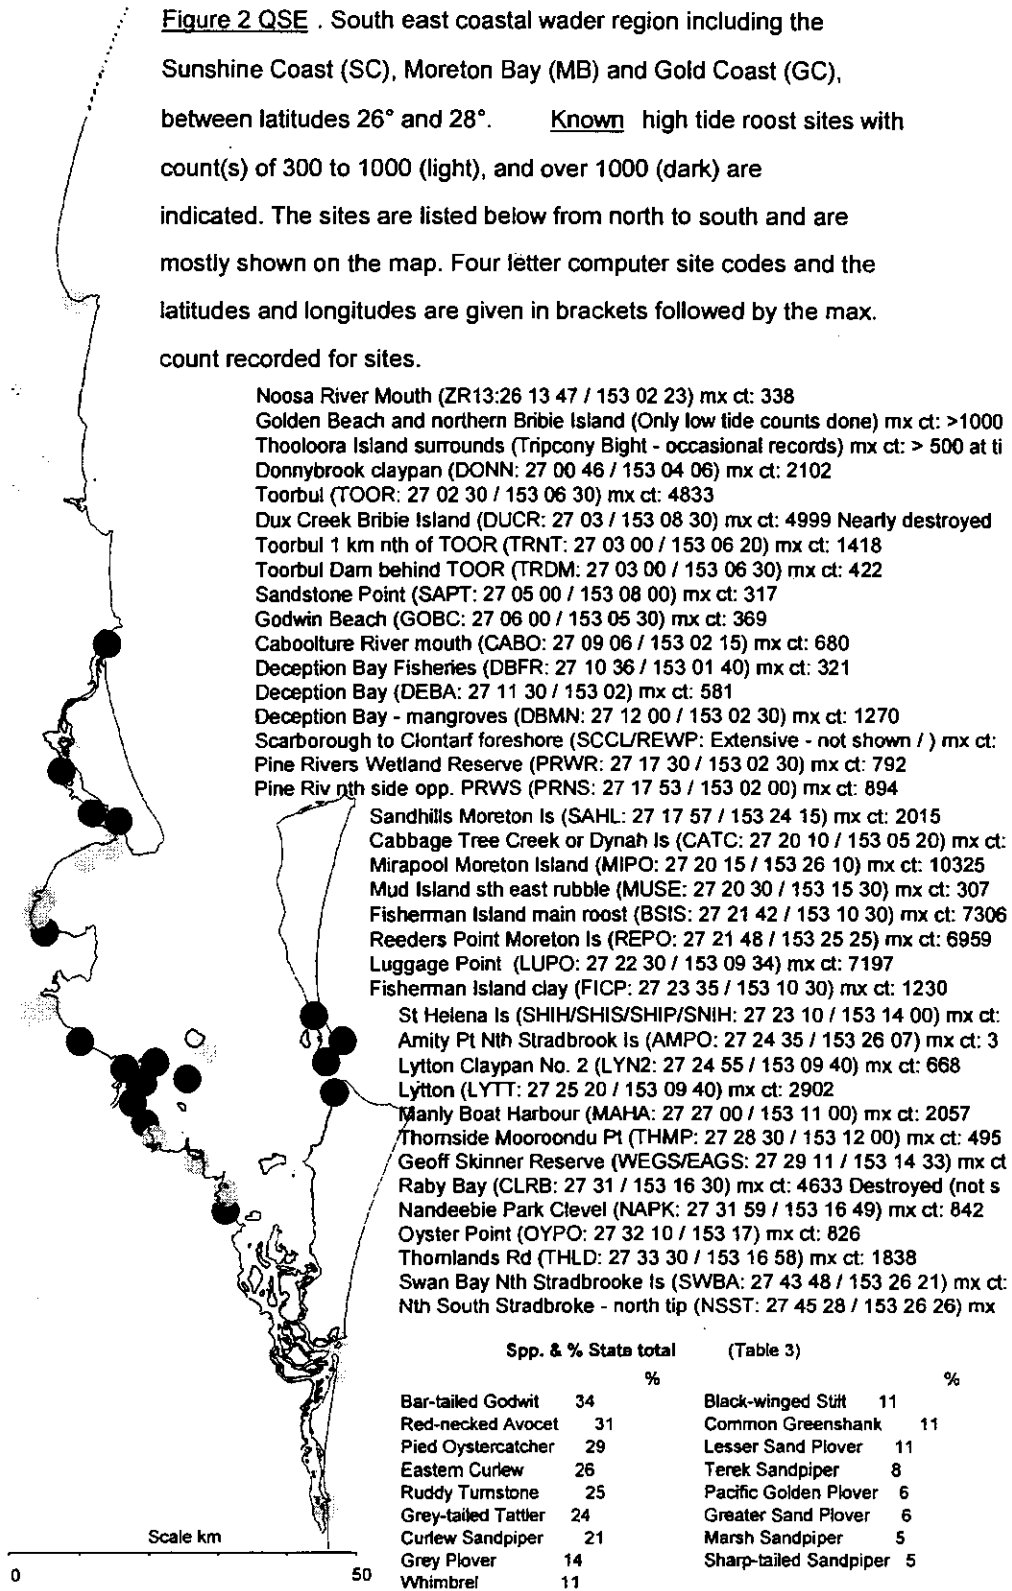 Figure 2 QSE . South east coastal wader region including the
Sunshine Coast (SC), Moreton Bay (MB) and Gold Coast (GC),
between latitudes 26° and 28°. Known high tide roost sites with
count(s) of 300 to 1000 (light), and over 1000 (dark) are
indicated. The sites are listed below from north to south and are
mostly shown on the map. Four letter computer site codes and the
latitudes and longitudes are given in brackets followed by the max.
count recorded for sites.
Noosa River Mouth (ZR13:26 13 47 / 153 02 23) mx ct: 338
Golden Beach and northern Bribie Island (Only low tide counts done) mx ct: >1000
Thooloora Island surrounds (Tripcony Bight - occasional records) mx ct: > 500 at ti
Donnybrook claypan (DONN: 27 00 46 / 153 04 06) mx ct: 2102
Toorbul (TOOR: 27 02 30 / 153 06 30) mx ct: 4833
Dux Creek Bribie Island (DUCR: 27 03 / 153 08 30) mx ct: 4999 Nearly destroyed
Toorbul 1 km nth of TOOR (TRNT: 27 03 00 / 153 06 20) mx ct: 1418
Toorbul Dam behind TOOR (TRDM: 27 03 00 / 153 06 30) mx ct: 422
Sandstone Point (SAPT: 27 05 00 / 153 08 00) mx ct: 317
Godwin Beach (GOBC: 27 06 00 / 153 05 30) mx ct: 369
Caboolture River mouth (CABO: 27 09 06 / 153 02 15) mx ct: 680
Deception Bay Fisheries (DBFR: 27 10 36 / 153 01 40) mx ct: 321
Deception Bay (DEBA: 27 11 30 / 153 02) mx ct: 581
Deception Bay - mangroves (DBMN: 27 12 00 / 153 02 30) mx ct: 1270
Scarborough to Clontarf foreshore (SCCL/REWP: Extensive - not shown / ) mx ct:
Pine Rivers Wetland Reserve (PRWR: 27 17 30 / 153 02 30) mx ct: 792
Pine Riv nth side opp. PRWS (PRNS: 27 17 53 / 153 02 00) mx ct: 894
Sandhills Moreton Is (SAHL: 27 17 57 / 153 24 15) mx ct: 2015
Cabbage Tree Creek or Dynah Is (CATC: 27 20 10 / 153 05 20) mx ct:
Mirapool Moreton Island (MIPO: 27 20 15 / 153 26 10) mx ct: 10325
Mud Island sth east rubble (MUSE: 27 20 30 / 153 15 30) mx ct: 307
Fisherman Island main roost (BSIS: 27 21 42 / 153 10 30) mx ct: 7306
Reeders Point Moreton Is (REPO: 27 21 48 / 153 25 25) mx ct: 6959
Luggage Point (LUPO: 27 22 30 / 153 09 34) mx ct: 7197
Fisherman Island clay (FICP: 27 23 35 / 153 10 30) mx ct: 1230
St Helena Is (SHIH/SHIS/SHIP/SNIH: 27 23 10 / 153 14 00) mx ct:
Amity Pt Nth Stradbrook Is (AMPO: 27 24 35 / 153 26 07) mx ct: 3
Lytton Claypan No. 2 (LYN2: 27 24 55 / 153 09 40) mx ct: 668
Lytton (LYTT: 27 25 20 / 153 09 40) mx ct: 2902
Manly Boat Harbour (MAHA: 27 27 00 / 153 11 00) mx ct: 2057
Thornside Mooroondu Pt (THMP: 27 28 30 / 153 12 00) mx ct: 495
Geoff Skinner Reserve (WEGS/EAGS: 27 29 11 / 153 14 33) mx ct
Raby Bay (CLRB: 27 31 / 153 16 30) mx ct: 4633 Destroyed (not s
Nandeebie Park Clevel (NAPK: 27 31 59 / 153 16 49) mx ct: 842
Oyster Point (OYPO: 27 32 10 / 153 17) mx ct: 826
Thornlands Rd (THLD: 27 33 30 / 153 16 58) mx ct: 1838
Swan Bay Nth Stradbrooke Is (SWBA: 27 43 48 / 153 26 21) mx ct:
Nth South Stradbroke - north tip (NSST: 27 45 28 / 153 26 26) mx
Spp. & % State total (Table 3)
% %
Bar-tailed Godwit 34 Black-winged Stilt 11
Red-necked Avocet 31 Common Greenshank 11
Pied Oystercatcher 29 Lesser Sand Plover 11
Eastern Curlew 26 Terek Sandpiper 8
Ruddy Turnstone 25 Pacific Golden Plover 6
Grey-tailed Tattler 24 Greater Sand Plover 6
Curlew Sandpiper 21 Marsh Sandpiper 5
Grey Plover 14 Sharp-tailed Sandpiper 5
Whimbrel 11
Scale km
0 50